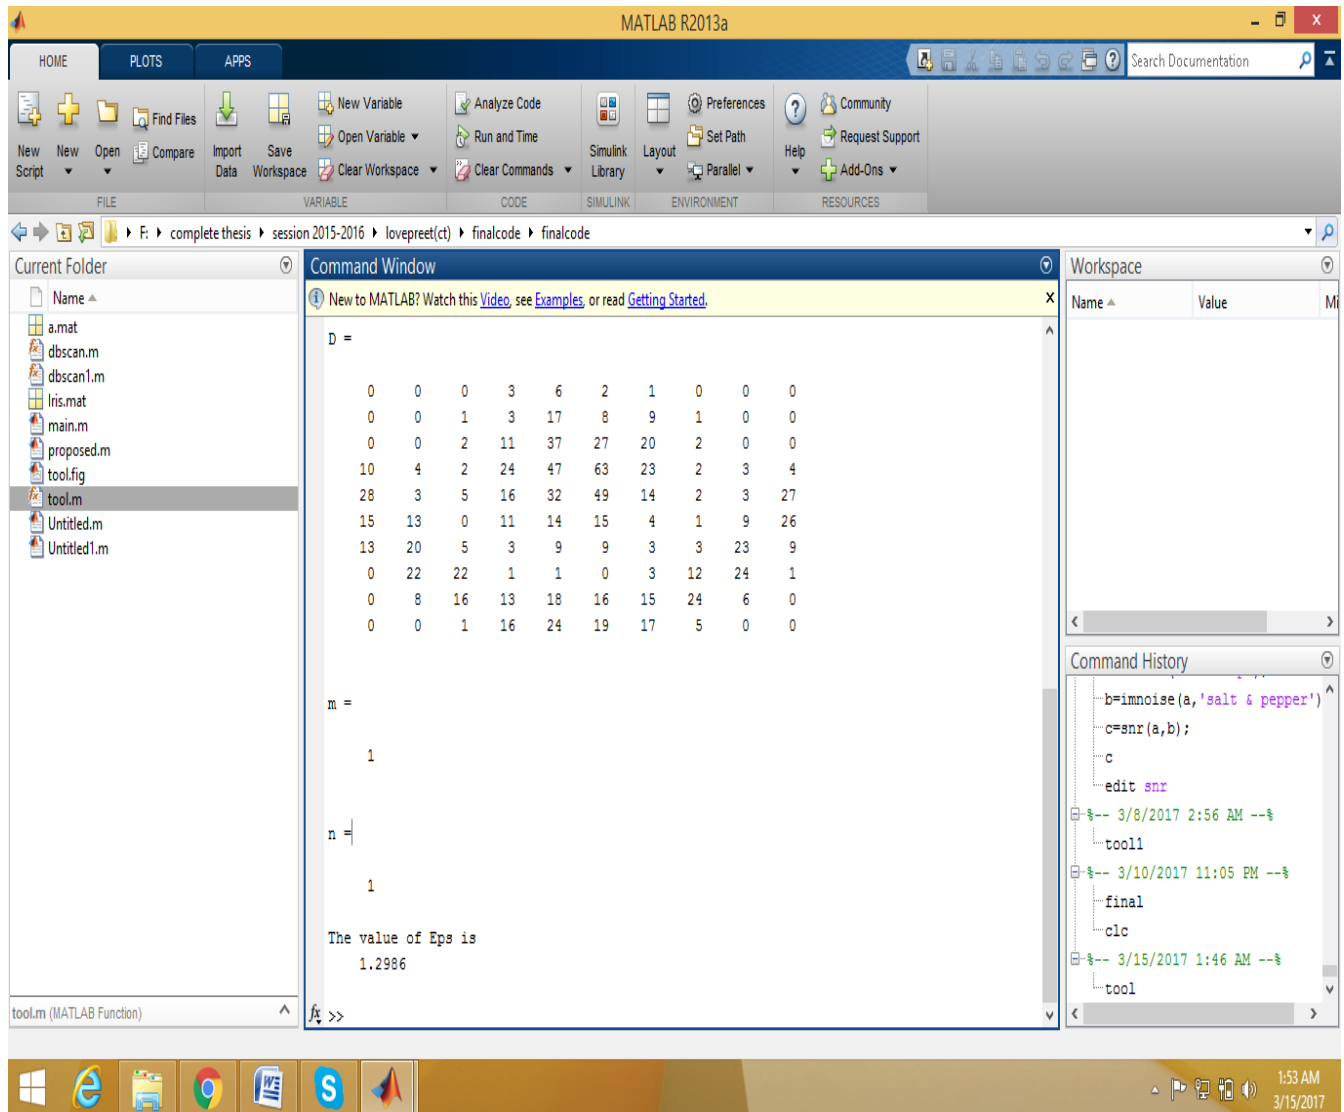 MATLAB R2013a
HOME PLOTS APPS
Search Documentation
New Script
New
Open
Find Files
Compare
Import Data
Save Workspace
New Variable
Open Variable
Clear Workspace
Analyze Code
Run and Time
Clear Commands
Simulink Library
Layout
Preferences
Set Path
Parallel
Help
Community
Request Support
Add-Ons
FILE VARIABLE CODE SIMULINK ENVIRONMENT RESOURCES
F: complete thesis session 2015-2016 lovepreet(ct) finalcode finalcode
Current Folder
Name
a.mat
dbscan.m
dbscan1.m
Iris.mat
main.m
proposed.m
tool.fig
tool.m
Untitled.m
Untitled1.m
tool.m (MATLAB Function)
Command Window
New to MATLAB? Watch this Video, see Examples, or read Getting Started.
D =
0 0 0 3 6 2 1 0 0 0
0 0 1 3 17 8 9 1 0 0
0 0 2 11 37 27 20 2 0 0
10 4 2 24 47 63 23 2 3 4
28 3 5 16 32 49 14 2 3 27
15 13 0 11 14 15 4 1 9 26
13 20 5 3 9 9 3 3 23 9
0 22 22 1 1 0 3 12 24 1
0 8 16 13 18 16 15 24 6 0
0 0 1 16 24 19 17 5 0 0
m =
1
n =
1
The value of Eps is
1.2986
fx >>
Workspace
Name Value Mi
Command History
b=imnoise(a,'salt & pepper')
c=snr(a,b);
c
edit snr
%-- 3/8/2017 2:56 AM --%
tool1
%-- 3/10/2017 11:05 PM --%
final
clc
%-- 3/15/2017 1:46 AM --%
tool
1:53 AM
3/15/2017